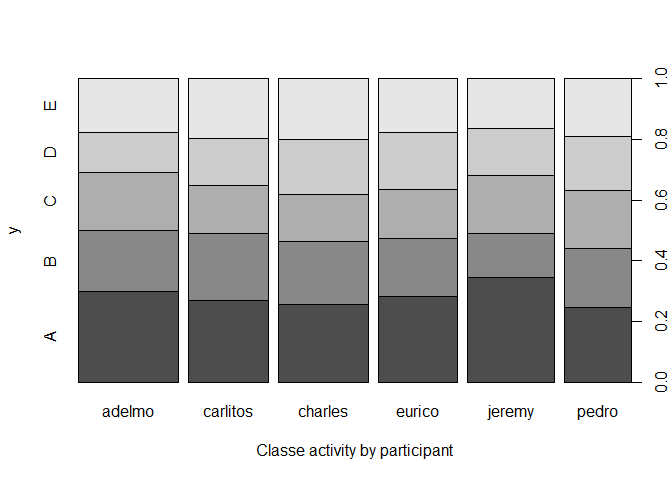 E
D
C
B
A
y
1.0
0.8
0.6
0.4
0.2
0.0
adelmo carlitos charles eurico jeremy pedro
Classe activity by participant